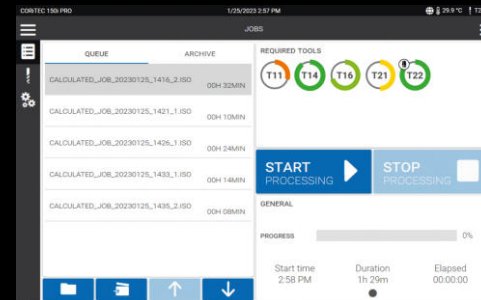 CORiTEC 150i PRO
1/25/2023 2:57 PM
29.9 °C
JOBS
QUEUE
ARCHIVE
CALCULATED_JOB_20230125_1416_2.ISO
00H 32MIN
CALCULATED_JOB_20230125_1421_1.ISO
00H 10MIN
CALCULATED_JOB_20230125_1426_1.ISO
00H 24MIN
CALCULATED_JOB_20230125_1433_1.ISO
00H 14MIN
CALCULATED_JOB_20230125_1435_2.ISO
00H 08MIN
REQUIRED TOOLS
T11
T14
T16
T21
T22
START
PROCESSING
STOP
PROCESSING
GENERAL
PROGRESS
0%
Start time
2:58 PM
Duration
1h 29m
Elapsed
00:00:00